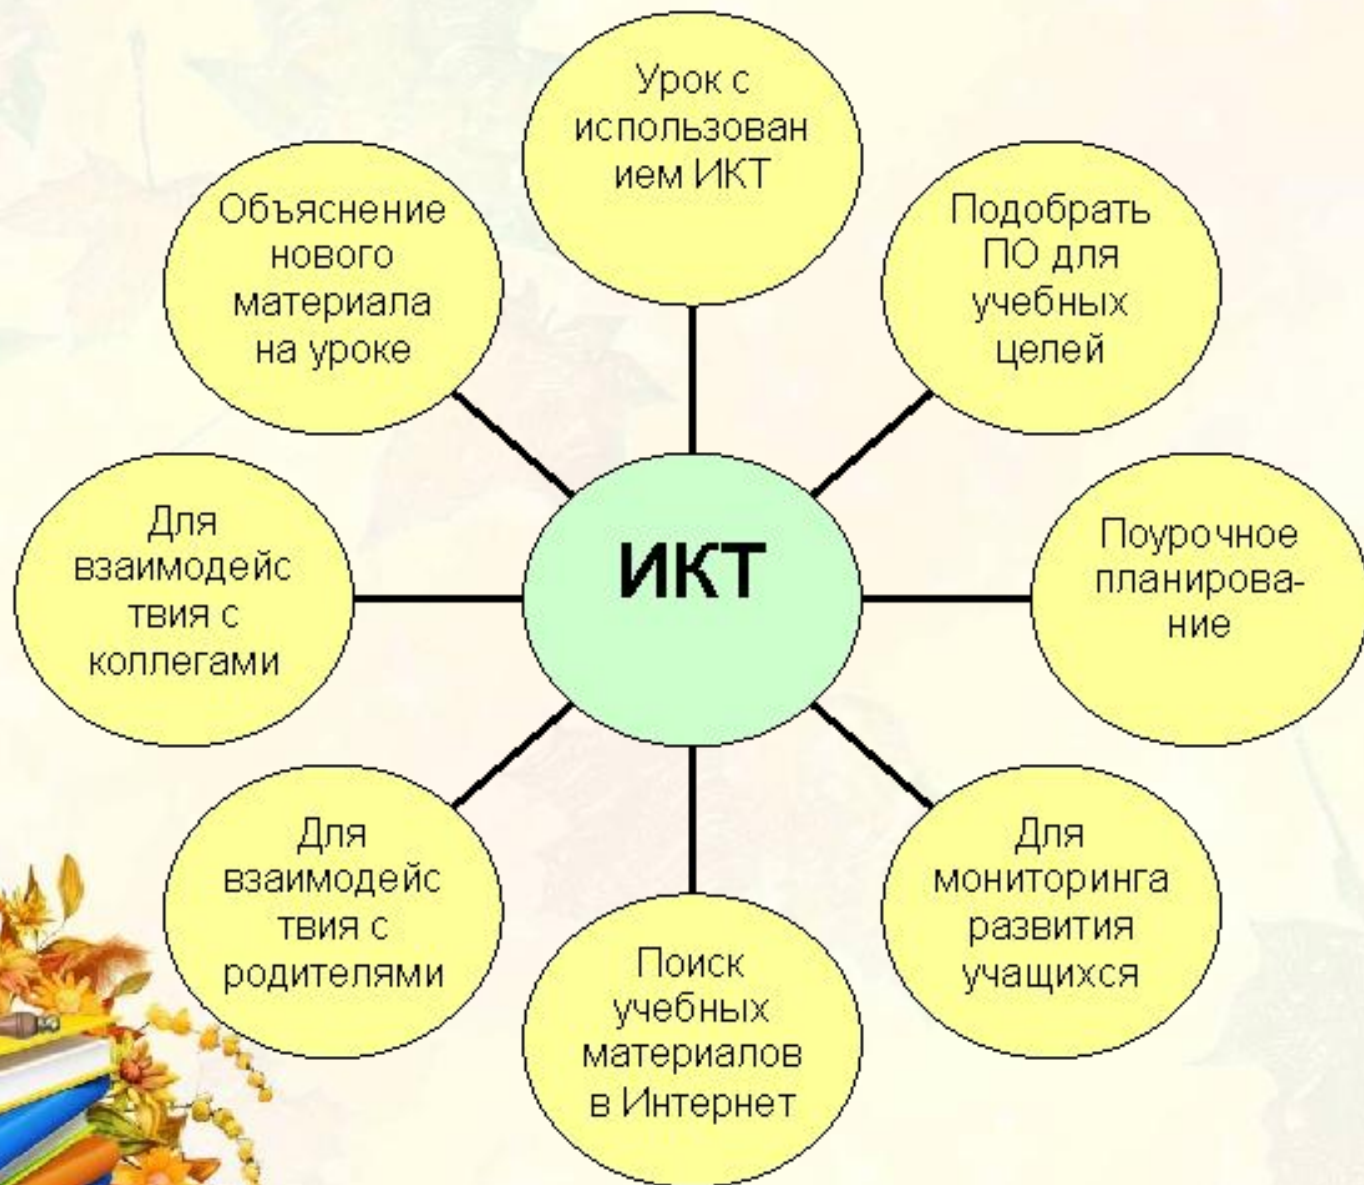 Урок с
использован
ием ИКТ
Объяснение
нового
материала
на уроке
Подобрать
ПО для
учебных
целей
Для
взаимодейс
твия с
коллегами
ИКТ
Поурочное
планирова-
ние
Для
взаимодейс
твия с
родителями
Для
мониторинга
развития
учащихся
Поиск
учебных
материалов
в Интернет